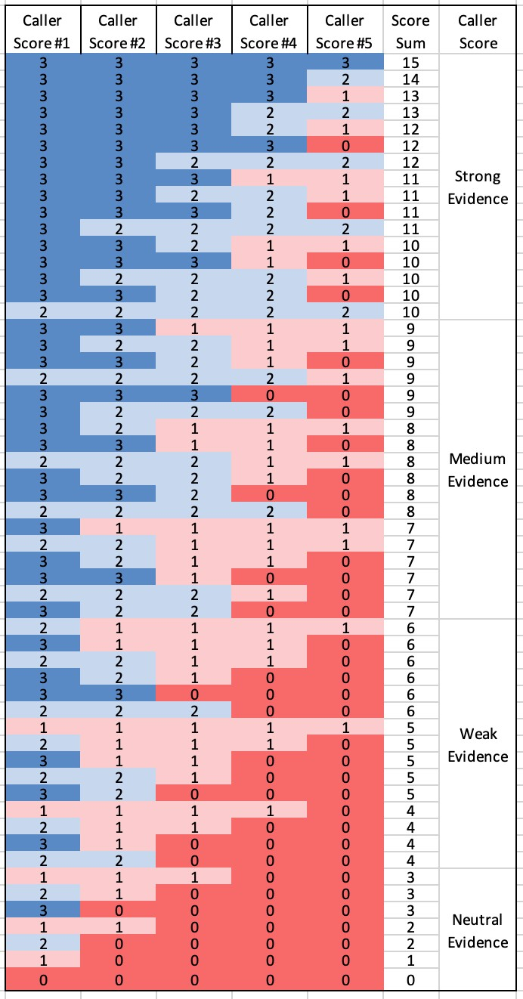 Caller Caller Caller Caller Caller Score Caller
Score #1 Score #2 Score #3 Score #4 Score #5 Sum Score
3 3 3 3 3 15
3 3 3 3 2 14
3 3 3 3 1 13
3 3 3 2 2 13
3 3 3 2 1 12
3 3 3 3 0 12
3 3 2 2 2 12
3 3 3 1 1 11 Strong
3 3 2 2 1 11 Evidence
3 3 3 2 0 11
3 2 2 2 2 11
3 3 2 1 1 10
3 3 3 1 0 10
3 2 2 2 1 10
3 3 2 2 0 10
2 2 2 2 2 10
3 3 1 1 1 9
3 2 2 1 1 9
3 3 2 1 0 9
2 2 2 2 1 9
3 3 3 0 0 9
3 2 2 2 0 9
3 2 1 1 1 8
3 3 1 1 0 8
2 2 2 1 1 8 Medium
3 2 2 1 0 8 Evidence
3 3 2 0 0 8
2 2 2 2 0 8
3 1 1 1 1 7
2 2 1 1 1 7
3 2 1 1 0 7
3 3 1 0 0 7
2 2 2 1 0 7
3 2 2 0 0 7
2 1 1 1 1 6
3 1 1 1 0 6
2 2 1 1 0 6
3 2 1 0 0 6
3 3 0 0 0 6
2 2 2 0 0 6
1 1 1 1 1 5 Weak
2 1 1 1 0 5 Evidence
3 1 1 0 0 5
2 2 1 0 0 5
3 2 0 0 0 5
1 1 1 1 0 4
2 1 1 0 0 4
3 1 0 0 0 4
2 2 0 0 0 4
1 1 1 0 0 3
2 1 0 0 0 3
3 0 0 0 0 3
1 1 0 0 0 2 Neutral
2 0 0 0 0 2 Evidence
1 0 0 0 0 1
0 0 0 0 0 0